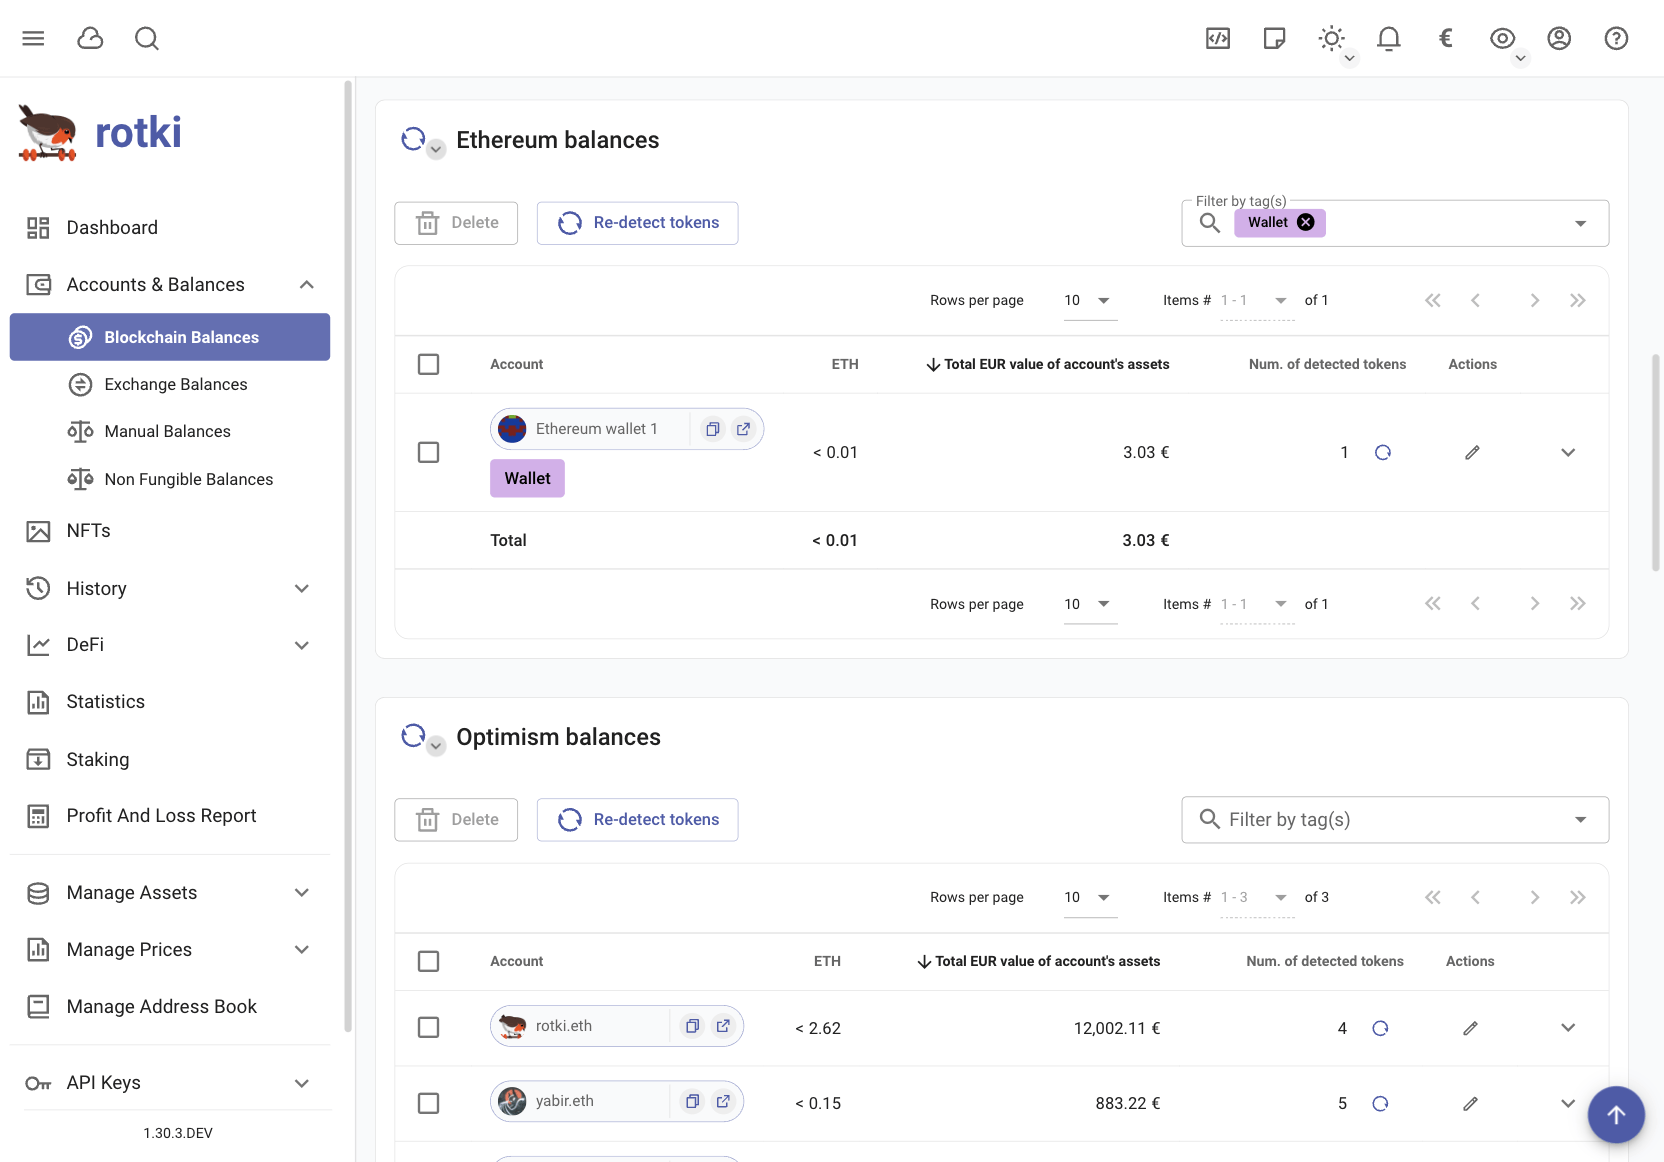 rotki
Dashboard
Accounts & Balances
Blockchain Balances
Exchange Balances
Manual Balances
Non Fungible Balances
NFTs
History
DeFi
Statistics
Staking
Profit And Loss Report
Manage Assets
Manage Prices
Manage Address Book
API Keys
1.30.3.DEV
€
Ethereum balances
Delete
Re-detect tokens
Filter by tag(s)
Wallet
Rows per page 10 Items # 1 - 1 of 1
Account ETH Total EUR value of account's assets Num. of detected tokens Actions
Ethereum wallet 1
< 0.01 3.03 € 1
Wallet
Total < 0.01 3.03 €
Rows per page 10 Items # 1 - 1 of 1
Optimism balances
Delete
Re-detect tokens
Filter by tag(s)
Rows per page 10 Items # 1 - 3 of 3
Account ETH Total EUR value of account's assets Num. of detected tokens Actions
rotki.eth < 2.62 12,002.11 € 4
yabir.eth < 0.15 883.22 € 5